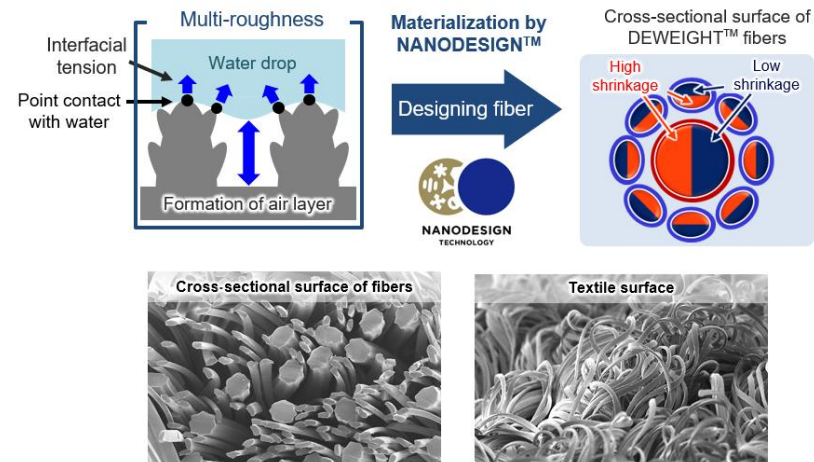 Multi-roughness
Interfacial
tension
Water drop
Point contact
with water
Formation of air layer
Materialization by
NANODESIGN™
Designing fiber
NANODESIGN
TECHNOLOGY
Cross-sectional surface of
DEWEIGHT™ fibers
High
shrinkage
Low
shrinkage
Cross-sectional surface of fibers
Textile surface